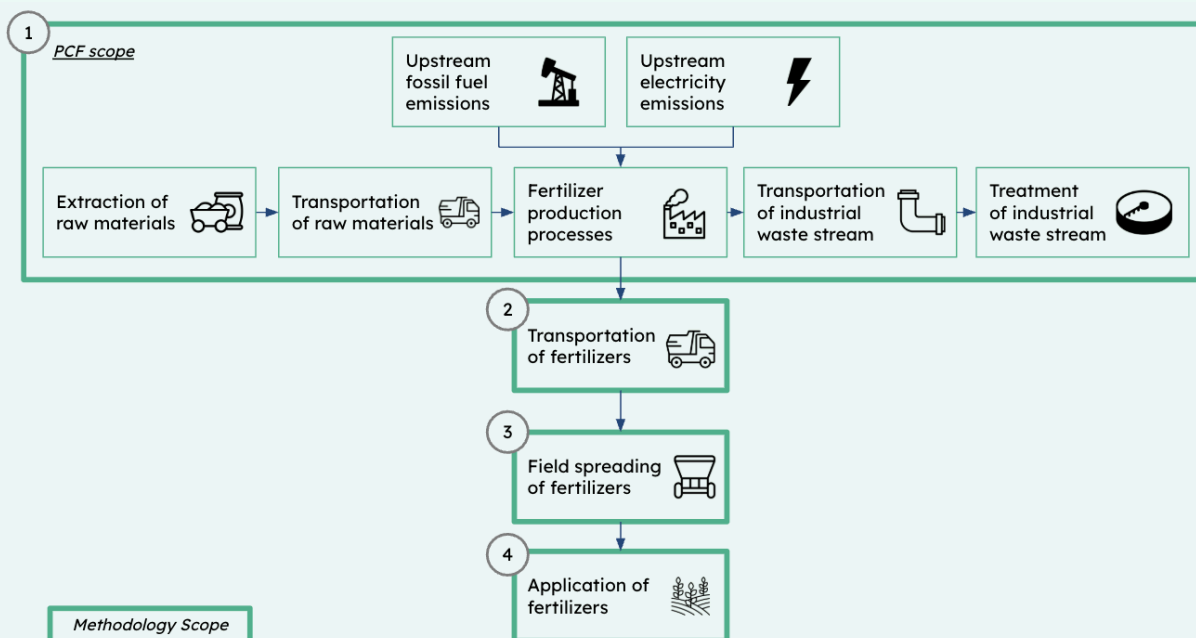 1
PCF scope
Upstream
fossil fuel
emissions
Upstream
electricity
emissions
Extraction of
raw materials
Transportation
of raw materials
Fertilizer
production
processes
Transportation
of industrial
waste stream
Treatment
of industrial
waste stream
2
Transportation
of fertilizers
3
Field spreading
of fertilizers
4
Application of
fertilizers
Methodology Scope